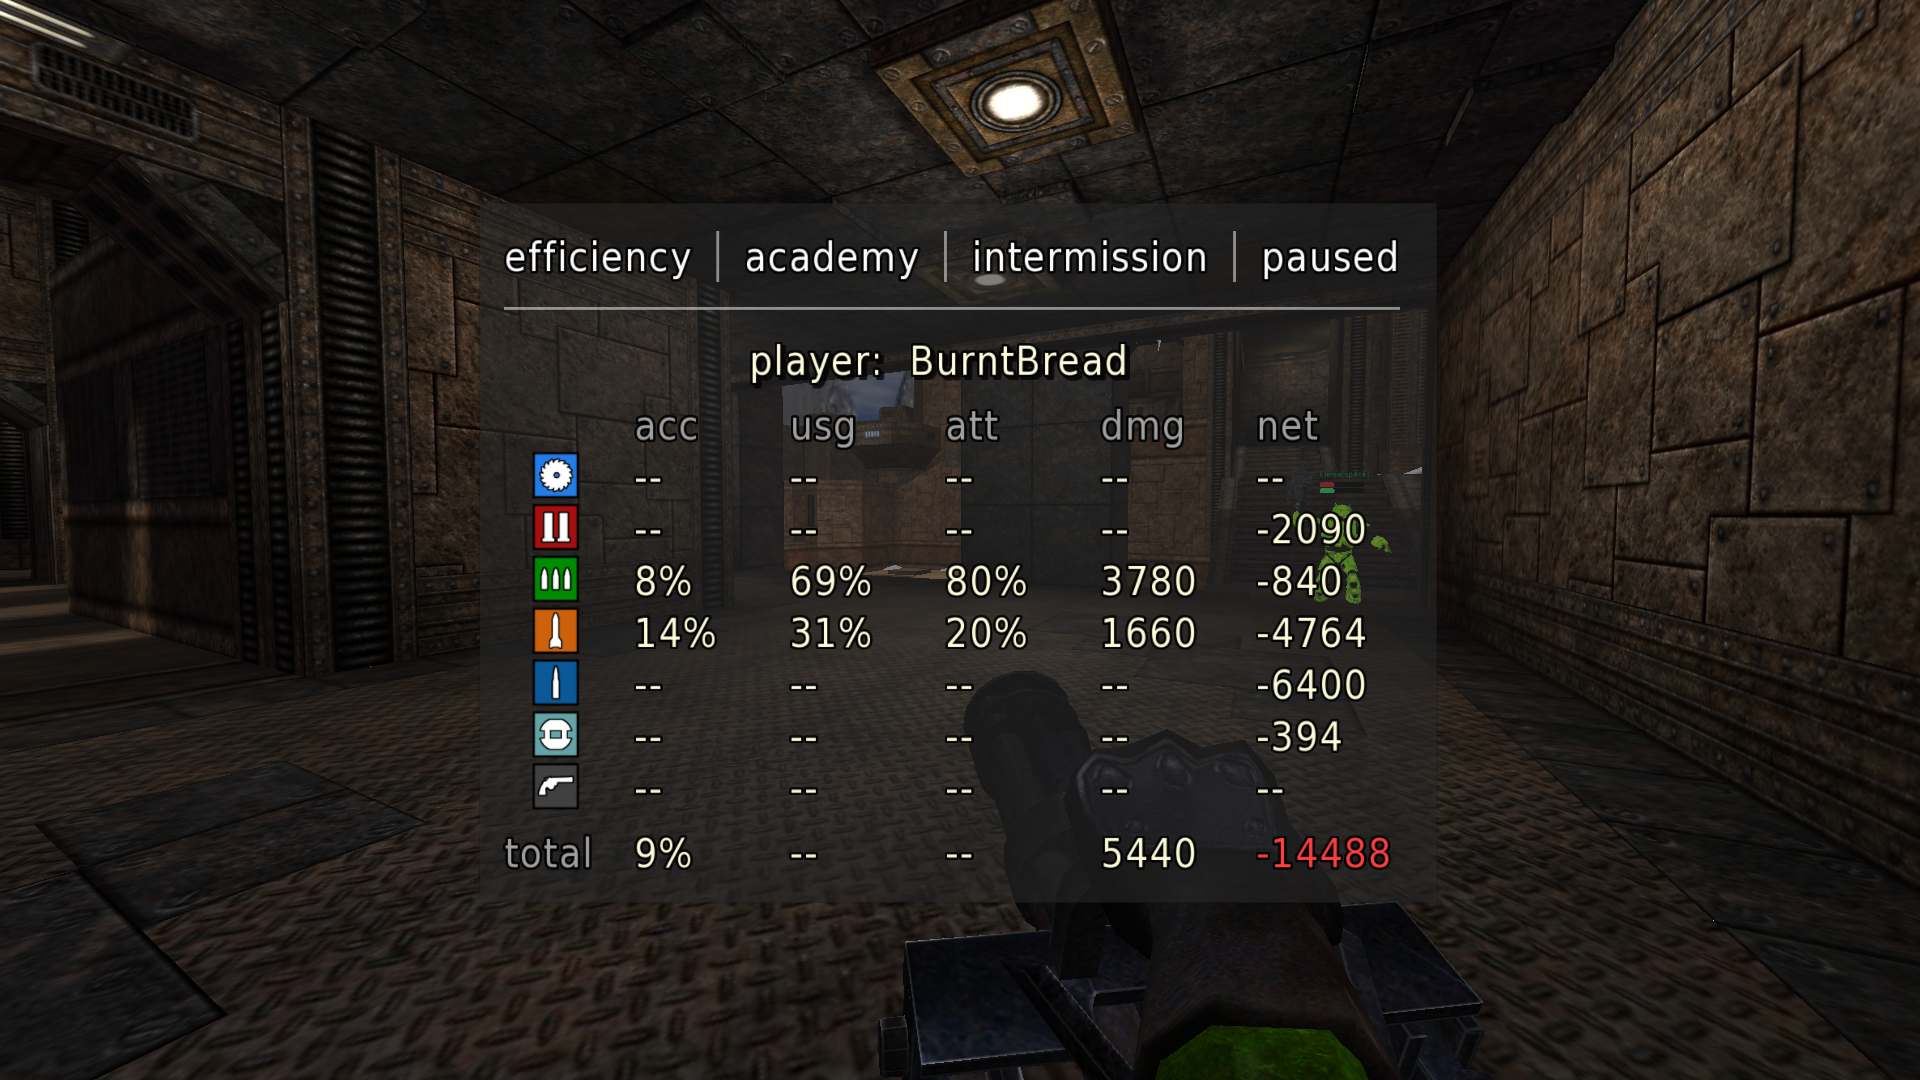 efficiency academy intermission paused
player: BurntBread
acc usg att dmg net
-- -- -- -- --
-- -- -- -- -2090
8% 69% 80% 3780 -840
14% 31% 20% 1660 -4764
-- -- -- -- -6400
-- -- -- -- -394
-- -- -- -- --
total 9% -- -- 5440 -14488